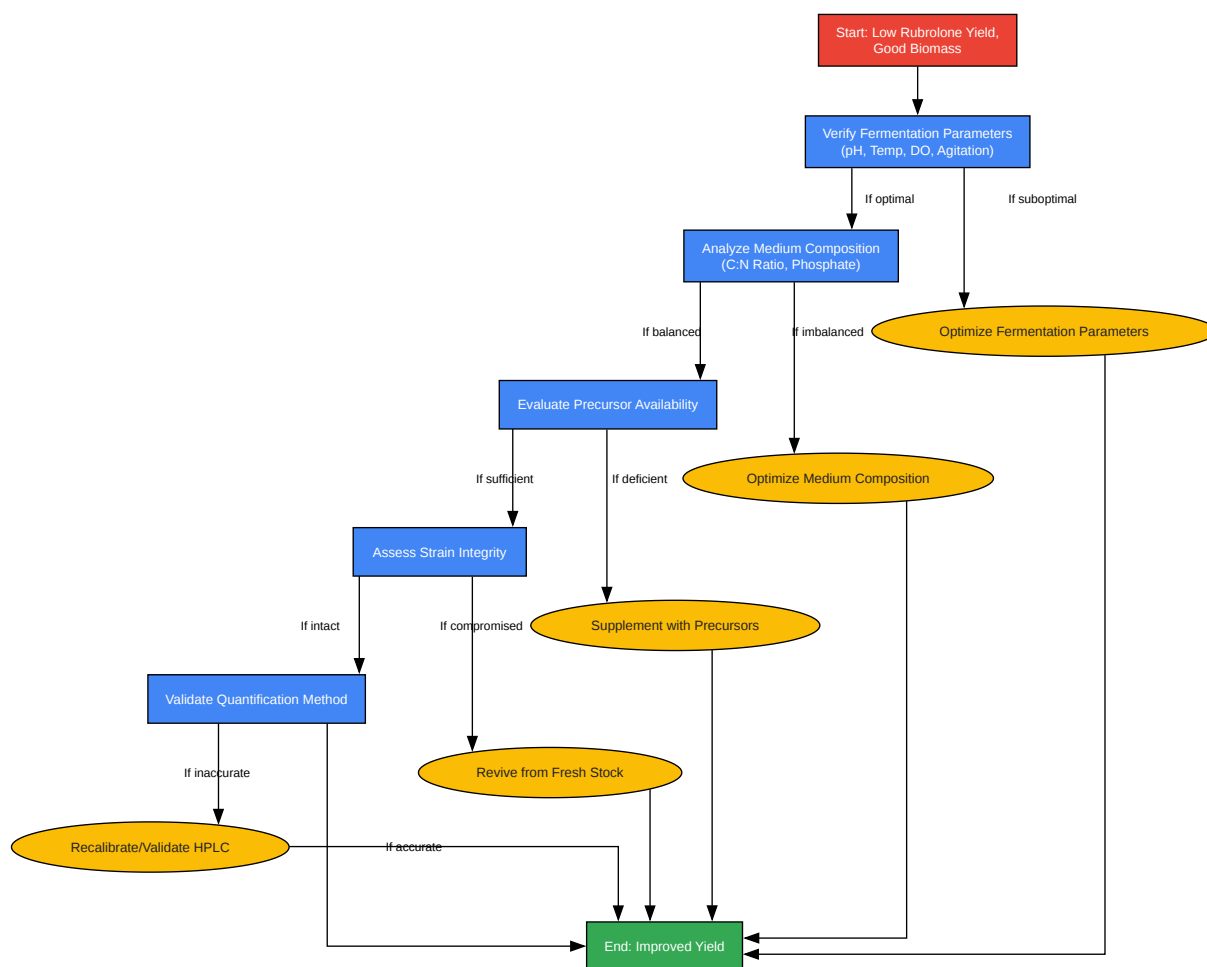 Start: Low Rubrolone Yield,
Good Biomass
Verify Fermentation Parameters
(pH, Temp, DO, Agitation)
If optimal
If suboptimal
Analyze Medium Composition
(C:N Ratio, Phosphate)
If balanced
If imbalanced
Optimize Fermentation Parameters
Evaluate Precursor Availability
If sufficient
If deficient
Optimize Medium Composition
Assess Strain Integrity
If intact
If compromised
Supplement with Precursors
Validate Quantification Method
If inaccurate
Revive from Fresh Stock
Recalibrate/Validate HPLC
If accurate
End: Improved Yield